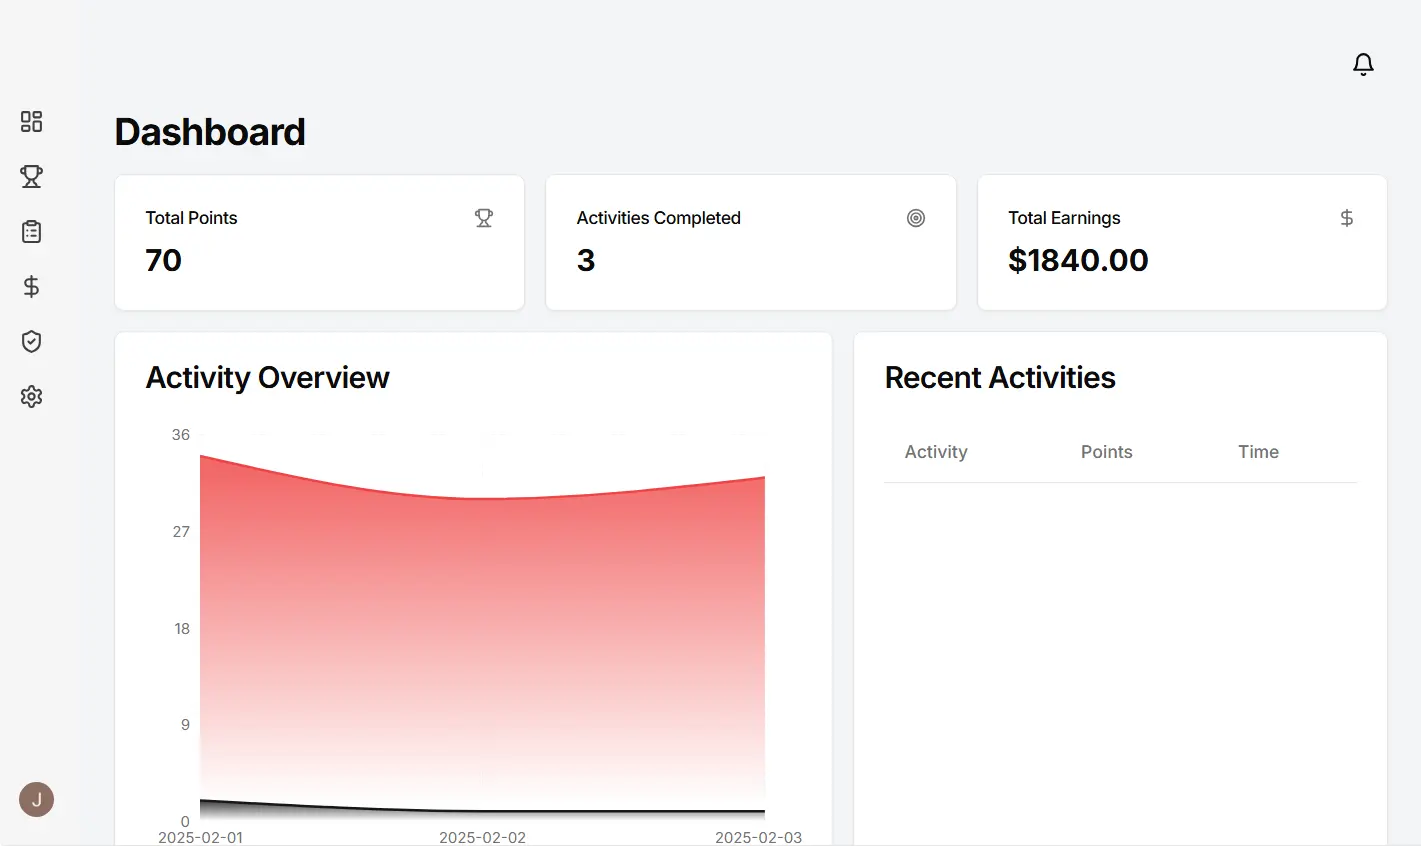 Dashboard
Total Points
70
Activities Completed
3
Total Earnings
$1840.00
Activity Overview
36
27
18
9
0
2025-02-01 2025-02-02 2025-02-03
Recent Activities
Activity Points Time
J